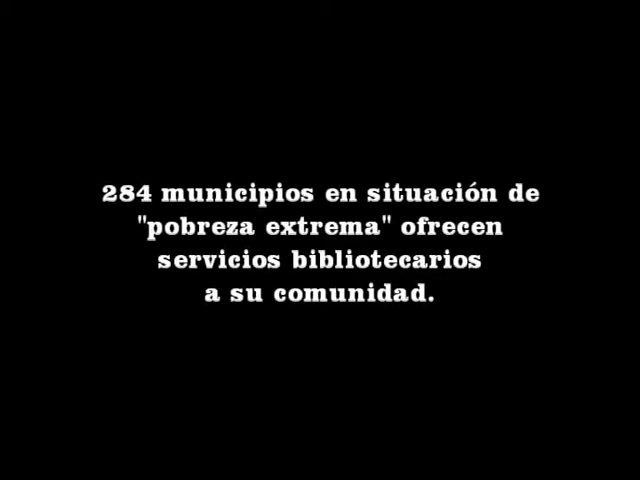 284 municipios en situación de
"pobreza extrema" ofrecen
servicios bibliotecarios
a su comunidad.